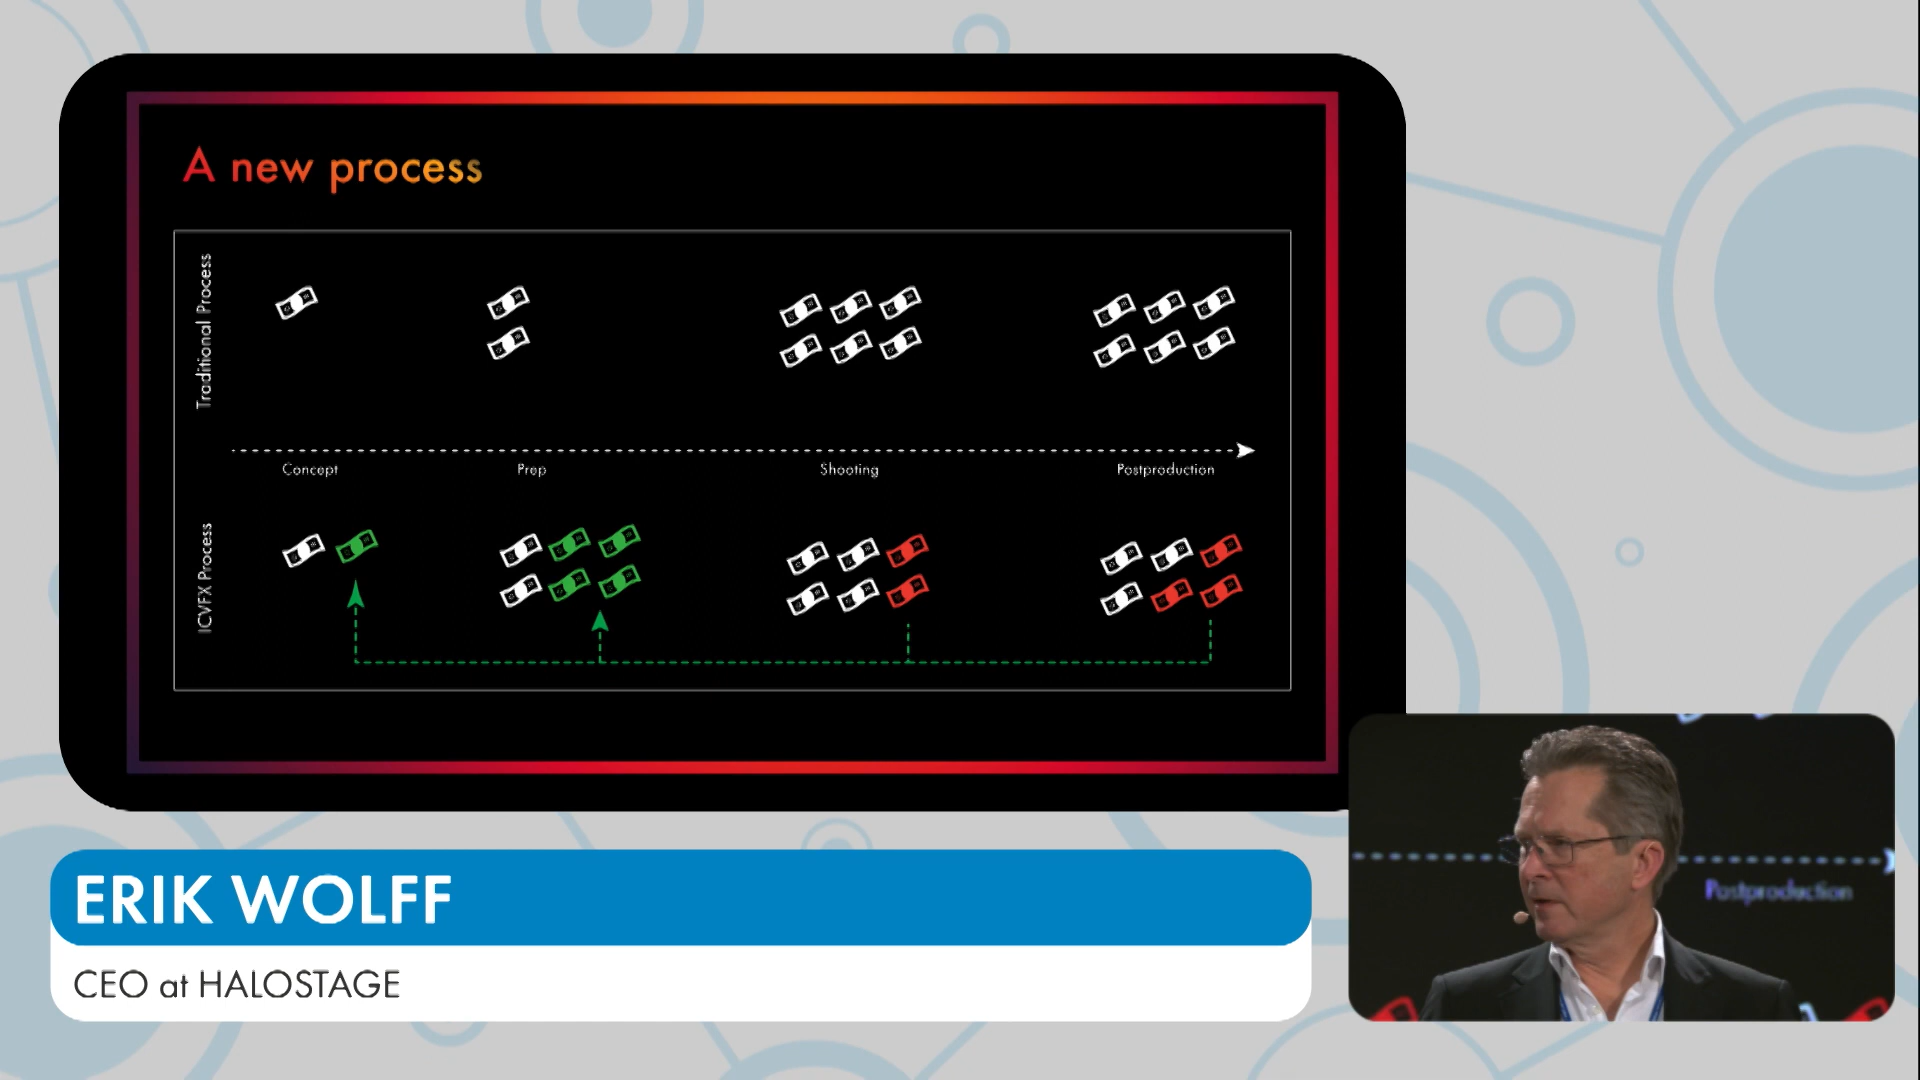 A new process
Traditional Process
Concept
Prep
Shooting
Postproduction
ICVFX Process
Postproduction
ERIK WOLFF
CEO at HALOSTAGE